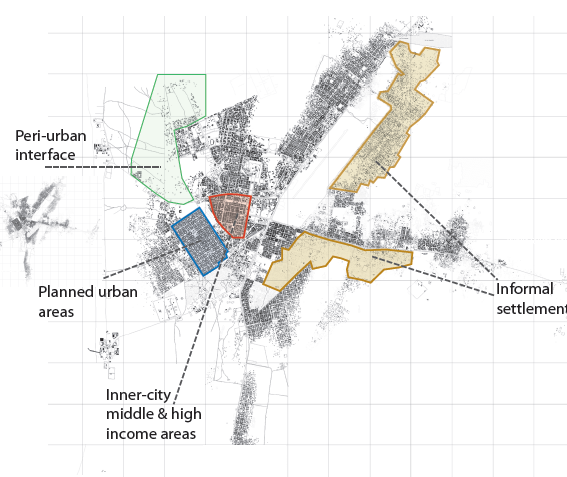 Peri-urban
interface
Planned urban
areas
Informal
settlement
Inner-city
middle & high
income areas